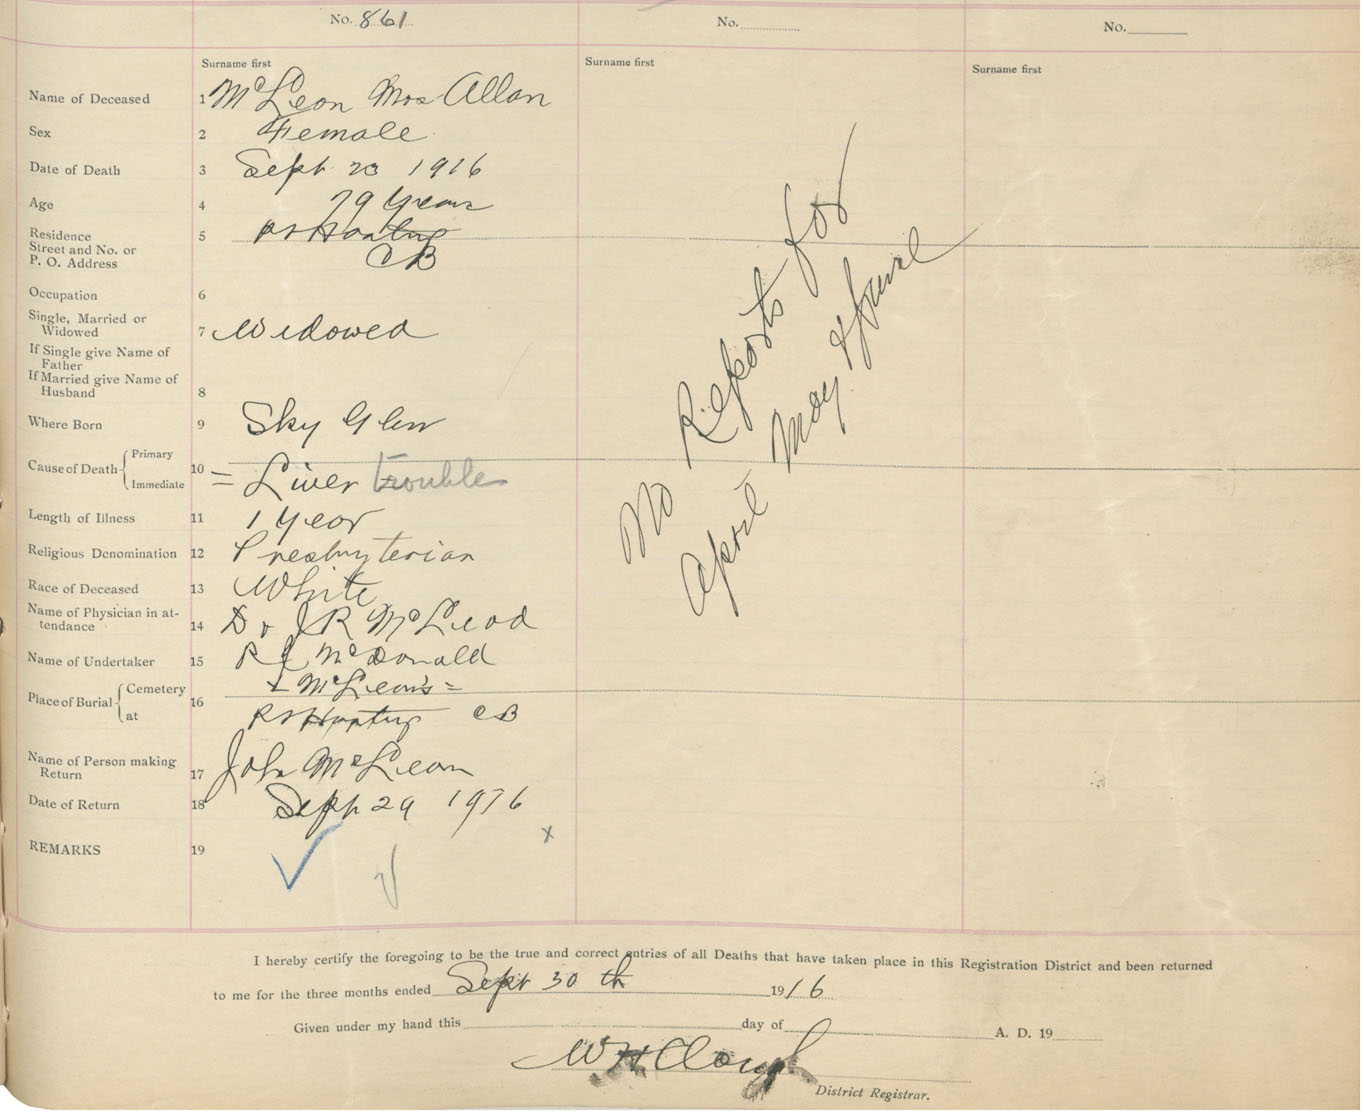 No. 861
No.
No.
Surname first
Surname first
Surname first
Name of Deceased 1 McLeon Mrs Allan
Sex 2 Female
Date of Death 3 Sept 23 1916
Age 4 79 years
Residence
Street and No. or
P. O. Address 5
CB
Occupation 6
Single, Married or
Widowed 7 Widowed
If Single give Name of
Father
If Married give Name of
Husband 8
Where Born 9 Sky Glen
Cause of Death Primary
Immediate 10 = Liver trouble
Length of Illness 11 1 year
Religious Denomination 12 Presbyterian
Race of Deceased 13 White
Name of Physician in at-
tendance 14 Dr J R McLeod
Name of Undertaker 15 McDonald
Place of Burial Cemetery
at 16 McLean's =
CB
Name of Person making
Return 17 John McLean
Date of Return 18 Sept 29 1916
REMARKS 19
x
No Reports for
April May & June
I hereby certify the foregoing to be the true and correct entries of all Deaths that have taken place in this Registration District and been returned
to me for the three months ended Sept 30 th 1916
Given under my hand this day of A. D. 19
W H Clough
District Registrar.